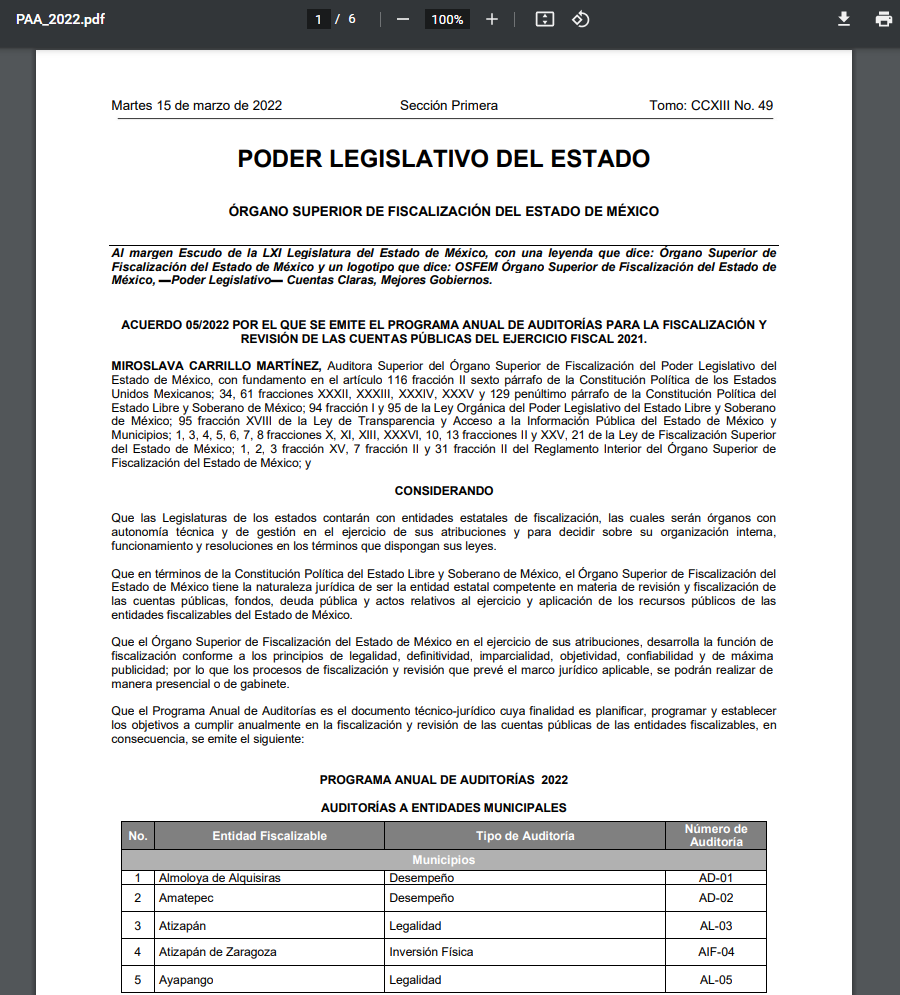 PAA_2022.pdf
1 / 6
100%
Martes 15 de marzo de 2022 Sección Primera Tomo: CCXIII No. 49
PODER LEGISLATIVO DEL ESTADO
ÓRGANO SUPERIOR DE FISCALIZACIÓN DEL ESTADO DE MÉXICO
Al margen Escudo de la LXI Legislatura del Estado de México, con una leyenda que dice: Órgano Superior de
Fiscalización del Estado de México y un logotipo que dice: OSFEM Órgano Superior de Fiscalización del Estado de
México, —Poder Legislativo— Cuentas Claras, Mejores Gobiernos.
ACUERDO 05/2022 POR EL QUE SE EMITE EL PROGRAMA ANUAL DE AUDITORÍAS PARA LA FISCALIZACIÓN Y
REVISIÓN DE LAS CUENTAS PÚBLICAS DEL EJERCICIO FISCAL 2021.
MIROSLAVA CARRILLO MARTÍNEZ, Auditora Superior del Órgano Superior de Fiscalización del Poder Legislativo del
Estado de México, con fundamento en el artículo 116 fracción II sexto párrafo de la Constitución Política de los Estados
Unidos Mexicanos; 34, 61 fracciones XXXII, XXXIII, XXXIV, XXXV y 129 penúltimo párrafo de la Constitución Política del
Estado Libre y Soberano de México; 94 fracción I y 95 de la Ley Orgánica del Poder Legislativo del Estado Libre y Soberano
de México; 95 fracción XVIII de la Ley de Transparencia y Acceso a la Información Pública del Estado de México y
Municipios; 1, 3, 4, 5, 6, 7, 8 fracciones X, XI, XIII, XXXVI, 10, 13 fracciones II y XXV, 21 de la Ley de Fiscalización Superior
del Estado de México; 1, 2, 3 fracción XV, 7 fracción II y 31 fracción II del Reglamento Interior del Órgano Superior de
Fiscalización del Estado de México; y
CONSIDERANDO
Que las Legislaturas de los estados contarán con entidades estatales de fiscalización, las cuales serán órganos con
autonomía técnica y de gestión en el ejercicio de sus atribuciones y para decidir sobre su organización interna,
funcionamiento y resoluciones en los términos que dispongan sus leyes.
Que en términos de la Constitución Política del Estado Libre y Soberano de México, el Órgano Superior de Fiscalización del
Estado de México tiene la naturaleza jurídica de ser la entidad estatal competente en materia de revisión y fiscalización de
las cuentas públicas, fondos, deuda pública y actos relativos al ejercicio y aplicación de los recursos públicos de las
entidades fiscalizables del Estado de México.
Que el Órgano Superior de Fiscalización del Estado de México en el ejercicio de sus atribuciones, desarrolla la función de
fiscalización conforme a los principios de legalidad, definitividad, imparcialidad, objetividad, confiabilidad y de máxima
publicidad; por lo que los procesos de fiscalización y revisión que prevé el marco jurídico aplicable, se podrán realizar de
manera presencial o de gabinete.
Que el Programa Anual de Auditorías es el documento técnico-jurídico cuya finalidad es planificar, programar y establecer
los objetivos a cumplir anualmente en la fiscalización y revisión de las cuentas públicas de las entidades fiscalizables, en
consecuencia, se emite el siguiente:
PROGRAMA ANUAL DE AUDITORÍAS 2022
AUDITORÍAS A ENTIDADES MUNICIPALES
No. Entidad Fiscalizable Tipo de Auditoría Número de
Auditoría
Municipios
1 Almoloya de Alquisiras Desempeño AD-01
2 Amatepec Desempeño AD-02
3 Atizapán Legalidad AL-03
4 Atizapán de Zaragoza Inversión Física AIF-04
5 Ayapango Legalidad AL-05